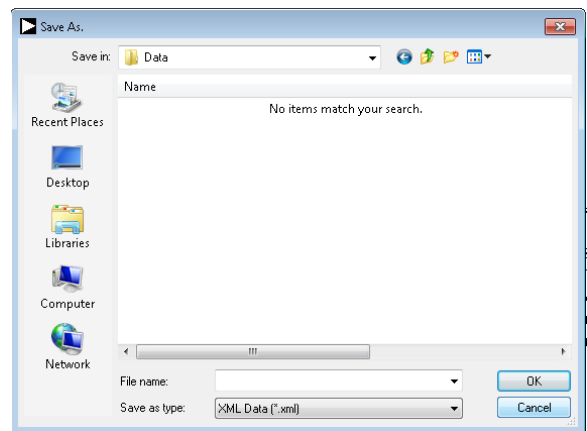 Save As.
Save in:
Data
Name
No items match your search.
Recent Places
Desktop
Libraries
Computer
Network
File name:
OK
Save as type:
XML Data (*.xml)
Cancel